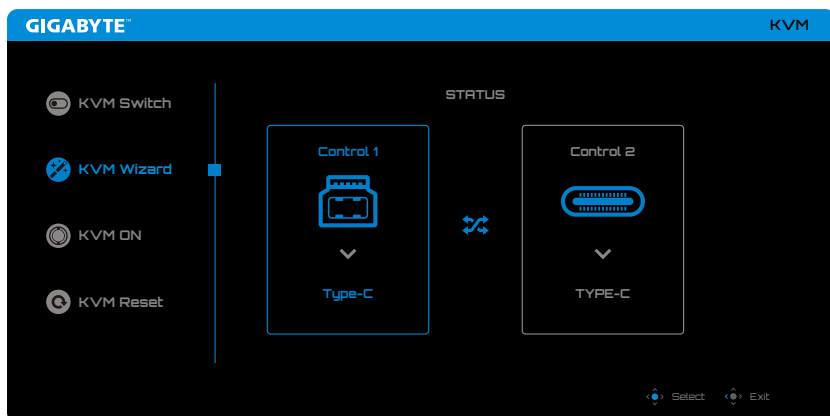 GIGABYTE™
KVM
KVM Switch
KVM Wizard
KVM ON
KVM Reset
STATUS
Control 1
Type-C
Control 2
TYPE-C
Select
Exit